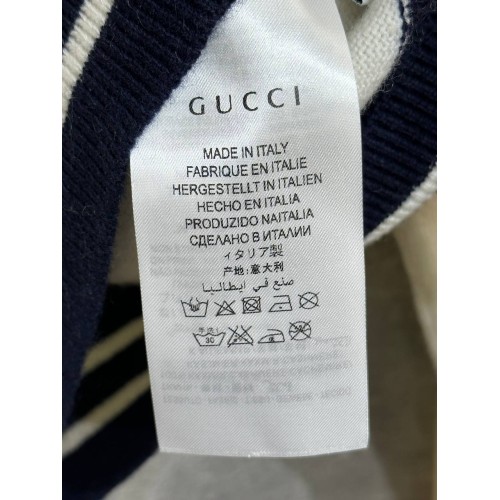 GUCCI
MADE IN ITALY
FABRIQUE EN ITALIE
HERGESTELLT IN ITALIEN
HECHO EN ITALIA
PRODUZIDO NAITALIA
СДЕЛАНО В ИТАЛИИ
イタリア製
产地:意大利
صنع في ايطاليا
30